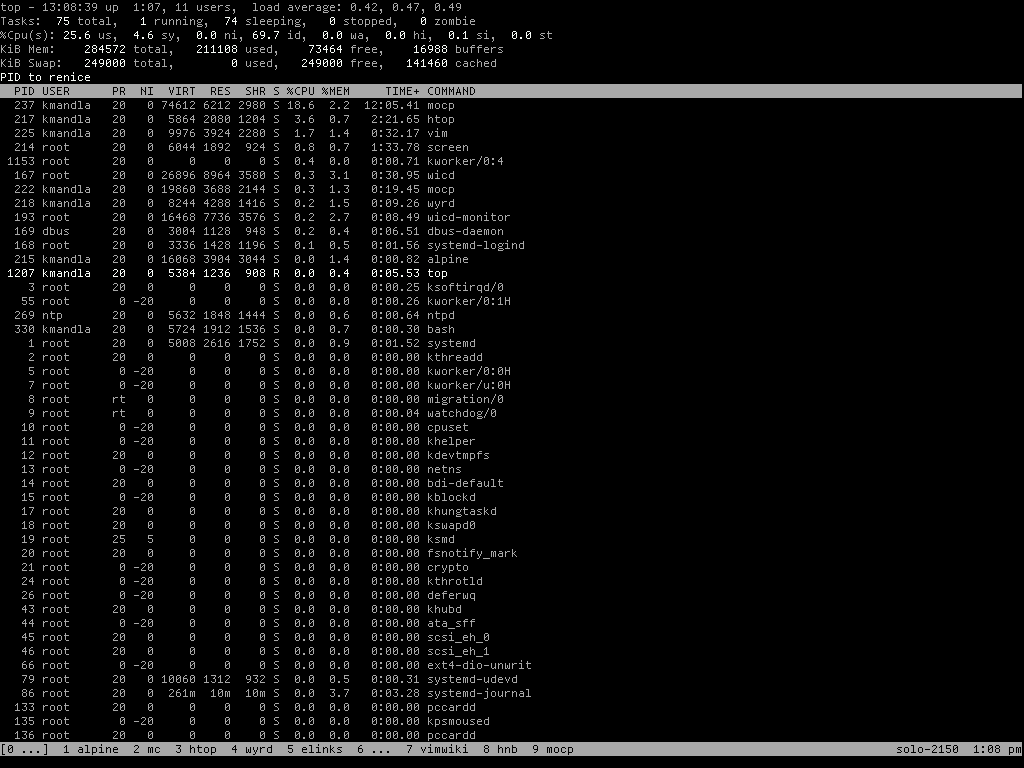 top - 13:08:39 up  1:07, 11 users,  load average: 0.42, 0.47, 0.49
Tasks:  75 total,   1 running,  74 sleeping,   0 stopped,   0 zombie
%Cpu(s): 25.6 us,  4.6 sy,  0.0 ni, 69.7 id,  0.0 wa,  0.0 hi,  0.1 si,  0.0 st
KiB Mem:    284572 total,   211108 used,    73464 free,    16988 buffers
KiB Swap:   249000 total,        0 used,   249000 free,   141460 cached
PID to renice
  PID USER      PR  NI  VIRT  RES  SHR S %CPU %MEM     TIME+ COMMAND
  237 kmandla   20   0 74612 6212 2980 S 18.6  2.2  12:05.41 mocp
  217 kmandla   20   0  5864 2080 1204 S  3.6  0.7   2:21.65 htop
  225 kmandla   20   0  9976 3924 2280 S  1.7  1.4   0:32.17 vim
  214 root      20   0  6044 1892  924 S  0.8  0.7   1:33.78 screen
 1153 root      20   0     0    0    0 S  0.4  0.0   0:00.71 kworker/0:4
  167 root      20   0 26896 8964 3580 S  0.3  3.1   0:30.95 wicd
  222 kmandla   20   0 19860 3688 2144 S  0.3  1.3   0:19.45 mocp
  218 kmandla   20   0  8244 4288 1416 S  0.2  1.5   0:09.26 wyrd
  193 root      20   0 16468 7736 3576 S  0.2  2.7   0:08.49 wicd-monitor
  169 dbus      20   0  3004 1128  948 S  0.2  0.4   0:06.51 dbus-daemon
  168 root      20   0  3336 1428 1196 S  0.1  0.5   0:01.56 systemd-logind
  215 kmandla   20   0 16068 3904 3044 S  0.0  1.4   0:00.82 alpine
 1207 kmandla   20   0  5384 1236  908 R  0.0  0.4   0:05.53 top
    3 root      20   0     0    0    0 S  0.0  0.0   0:00.25 ksoftirqd/0
   55 root       0 -20     0    0    0 S  0.0  0.0   0:00.26 kworker/0:1H
  269 ntp       20   0  5632 1848 1444 S  0.0  0.6   0:00.64 ntpd
  330 kmandla   20   0  5724 1912 1536 S  0.0  0.7   0:00.30 bash
    1 root      20   0  5008 2616 1752 S  0.0  0.9   0:01.52 systemd
    2 root      20   0     0    0    0 S  0.0  0.0   0:00.00 kthreadd
    5 root       0 -20     0    0    0 S  0.0  0.0   0:00.00 kworker/0:0H
    7 root       0 -20     0    0    0 S  0.0  0.0   0:00.00 kworker/u:0H
    8 root      rt   0     0    0    0 S  0.0  0.0   0:00.00 migration/0
    9 root      rt   0     0    0    0 S  0.0  0.0   0:00.04 watchdog/0
   10 root       0 -20     0    0    0 S  0.0  0.0   0:00.00 cpuset
   11 root       0 -20     0    0    0 S  0.0  0.0   0:00.00 khelper
   12 root      20   0     0    0    0 S  0.0  0.0   0:00.00 kdevtmpfs
   13 root       0 -20     0    0    0 S  0.0  0.0   0:00.00 netns
   14 root      20   0     0    0    0 S  0.0  0.0   0:00.00 bdi-default
   15 root       0 -20     0    0    0 S  0.0  0.0   0:00.00 kblockd
   17 root      20   0     0    0    0 S  0.0  0.0   0:00.00 khungtaskd
   18 root      20   0     0    0    0 S  0.0  0.0   0:00.00 kswapd0
   19 root      25   5     0    0    0 S  0.0  0.0   0:00.00 ksmd
   20 root      20   0     0    0    0 S  0.0  0.0   0:00.00 fsnotify_mark
   21 root       0 -20     0    0    0 S  0.0  0.0   0:00.00 crypto
   24 root       0 -20     0    0    0 S  0.0  0.0   0:00.00 kthrotld
   26 root       0 -20     0    0    0 S  0.0  0.0   0:00.00 deferwq
   43 root      20   0     0    0    0 S  0.0  0.0   0:00.00 khubd
   44 root       0 -20     0    0    0 S  0.0  0.0   0:00.00 ata_sff
   45 root      20   0     0    0    0 S  0.0  0.0   0:00.00 scsi_eh_0
   46 root      20   0     0    0    0 S  0.0  0.0   0:00.00 scsi_eh_1
   66 root       0 -20     0    0    0 S  0.0  0.0   0:00.00 ext4-dio-unwrit
   79 root      20   0 10060 1312  932 S  0.0  0.5   0:00.31 systemd-udevd
   86 root      20   0  261m  10m  10m S  0.0  3.7   0:03.28 systemd-journal
  133 root      20   0     0    0    0 S  0.0  0.0   0:00.00 pccardd
  135 root       0 -20     0    0    0 S  0.0  0.0   0:00.00 kpsmoused
  136 root      20   0     0    0    0 S  0.0  0.0   0:00.00 pccardd
[0 ...]  1 alpine  2 mc  3 htop  4 wyrd  5 elinks  6 ...  7 vimwiki  8 hnb  9 mocp  solo-2150  1:08 pm